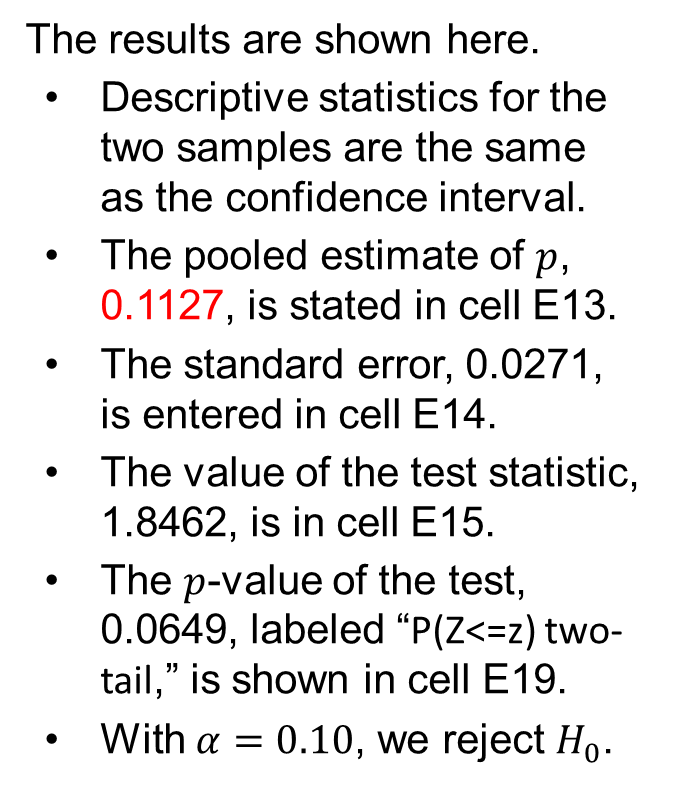 The results are shown here.
• Descriptive statistics for the
two samples are the same
as the confidence interval.
• The pooled estimate of p,
0.1127, is stated in cell E13.
• The standard error, 0.0271,
is entered in cell E14.
• The value of the test statistic,
1.8462, is in cell E15.
• The p-value of the test,
0.0649, labeled “P(Z<=z) two-
tail,” is shown in cell E19.
• With α = 0.10, we reject H₀.